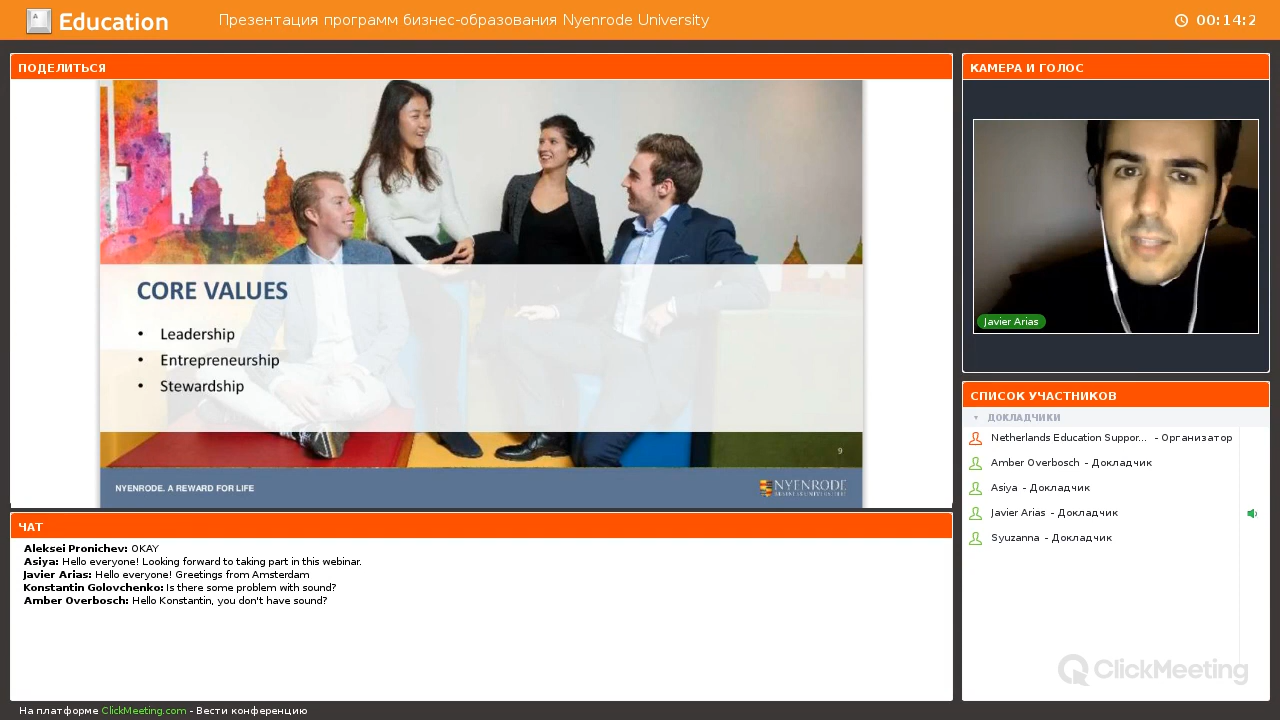 A Education
Презентация программ бизнес-образования Nyenrode University
00:14:2
ПОДЕЛИТЬСЯ
CORE VALUES
• Leadership
• Entrepreneurship
• Stewardship
9
NYENRODE. A REWARD FOR LIFE
NYENRODE
КАМЕРА И ГОЛОС
Javier Arias
СПИСОК УЧАСТНИКОВ
ДОКЛАДЧИКИ
Netherlands Education Suppor... - Организатор
Amber Overbosch - Докладчик
Asiya - Докладчик
Javier Arias - Докладчик
Syuzanna - Докладчик
ClickMeeting
ЧАТ
Aleksei Pronichev: OKAY
Asiya: Hello everyone! Looking forward to taking part in this webinar.
Javier Arias: Hello everyone! Greetings from Amsterdam
Konstantin Golovchenko: Is there some problem with sound?
Amber Overbosch: Hello Konstantin, you don't have sound?
На платформе ClickMeeting.com - Вести конференцию